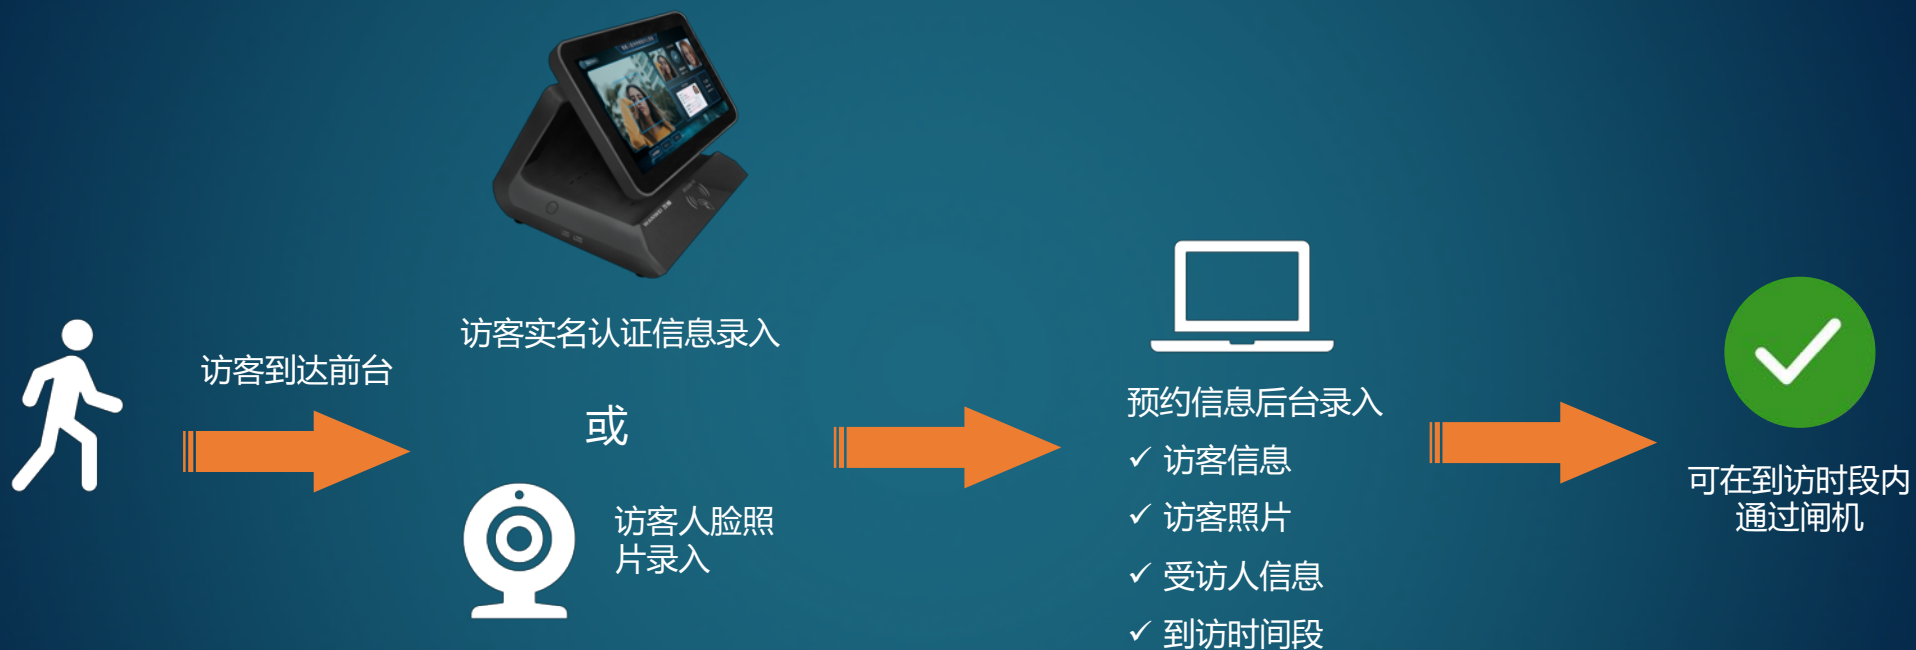 访客到达前台
访客实名认证信息录入
或
访客人脸照
片录入
预约信息后台录入
✓ 访客信息
✓ 访客照片
✓ 受访人信息
✓ 到访时间段
可在到访时段内
通过闸机